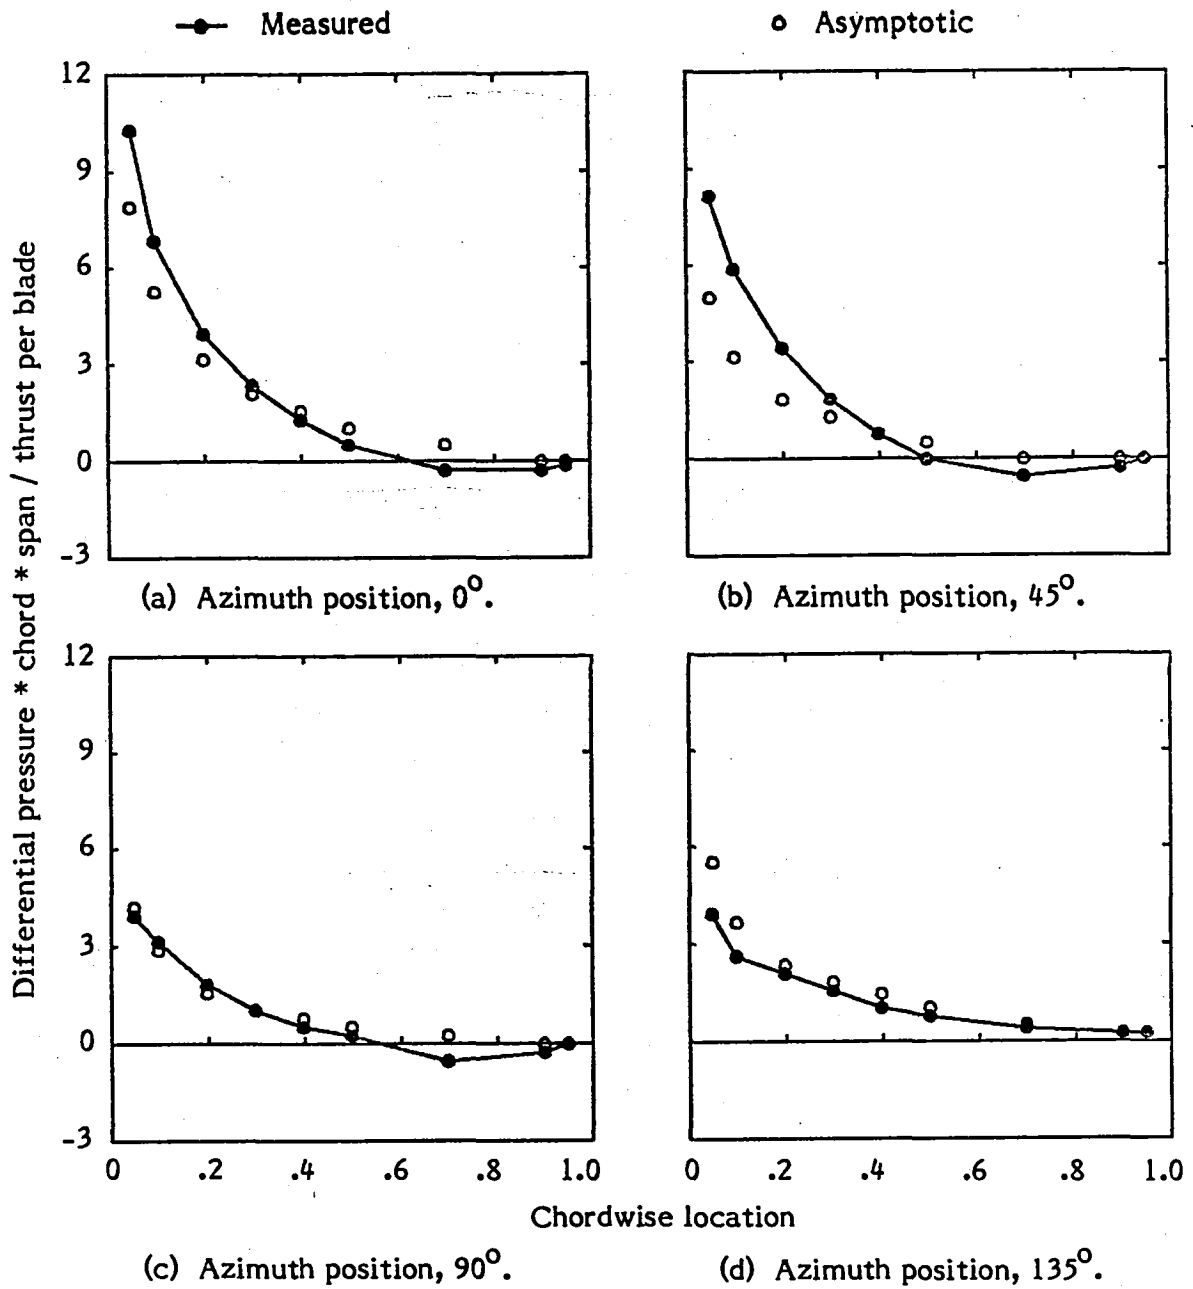 Measured
Asymptotic
Differential pressure * chord * span / thrust per blade
12
9
6
3
0
-3
(a) Azimuth position, 0°.
(b) Azimuth position, 45°.
12
9
6
3
0
-3
0 .2 .4 .6 .8 1.0
0 .2 .4 .6 .8 1.0
Chordwise location
(c) Azimuth position, 90°.
(d) Azimuth position, 135°.